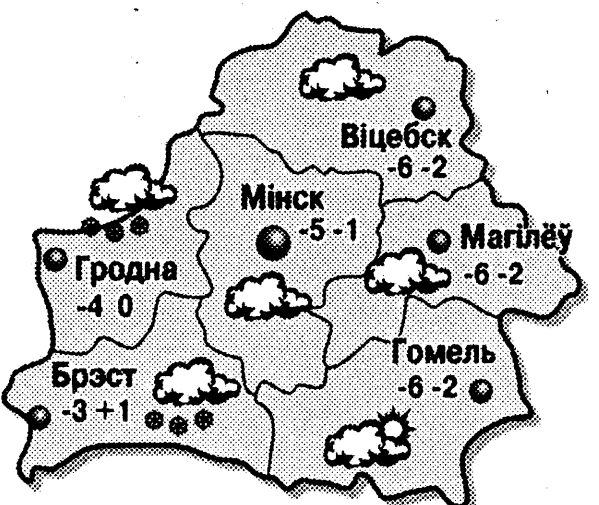 Віцебск
-6 -2
Мінск
-5 -1
Магілёў
-6 -2
Гродна
-4 0
Гомель
-6 -2
Брэст
-3 +1